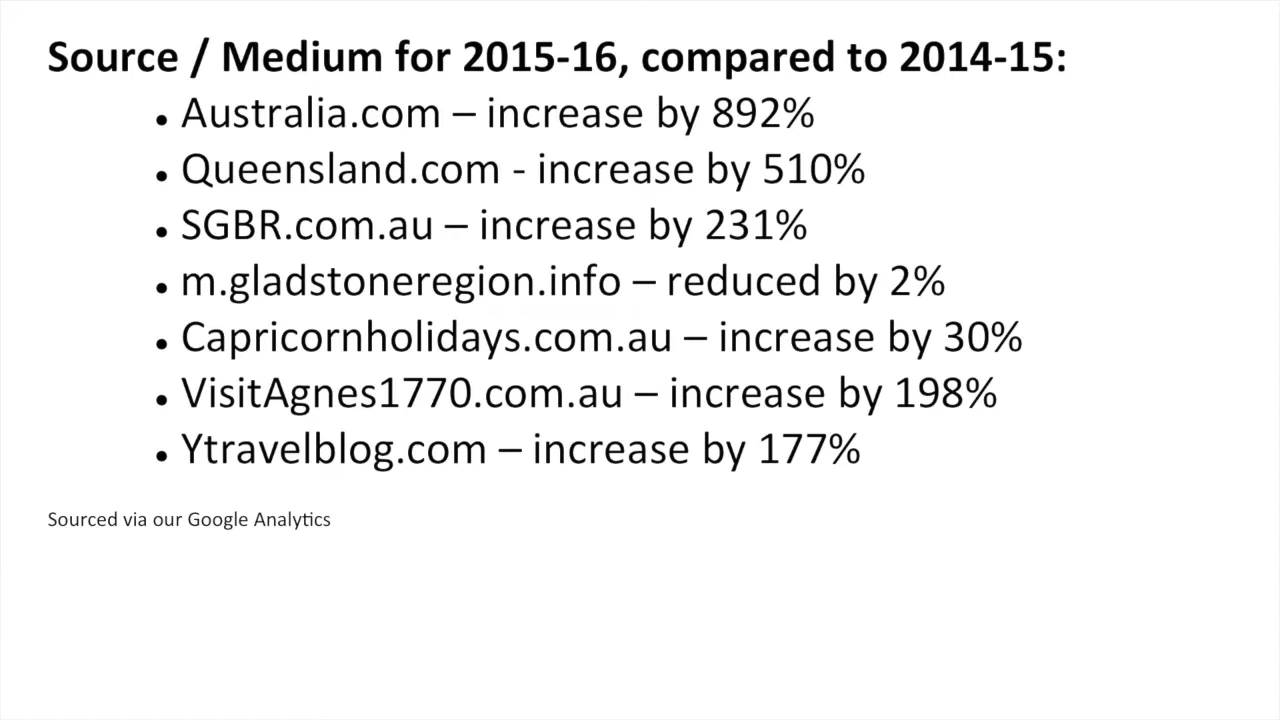 Source / Medium for 2015-16, compared to 2014-15:
• Australia.com – increase by 892%
• Queensland.com - increase by 510%
• SGBR.com.au – increase by 231%
• m.gladstoneregion.info – reduced by 2%
• Capricornholidays.com.au – increase by 30%
• VisitAgnes1770.com.au – increase by 198%
• Ytravelblog.com – increase by 177%
Sourced via our Google Analytics